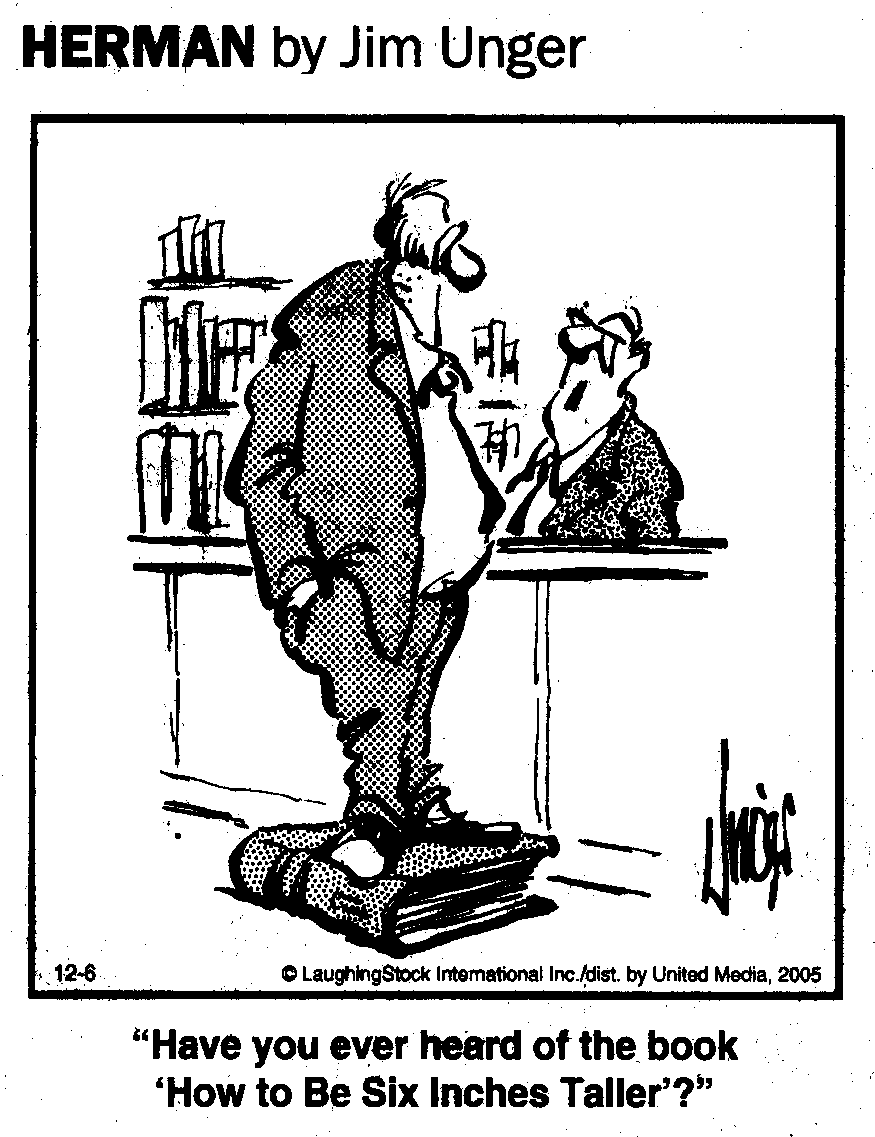 HERMAN by Jim Unger
Unger
12-6
© LaughingStock International Inc./dist. by United Media, 2005
“Have you ever heard of the book
‘How to Be Six Inches Taller’?”